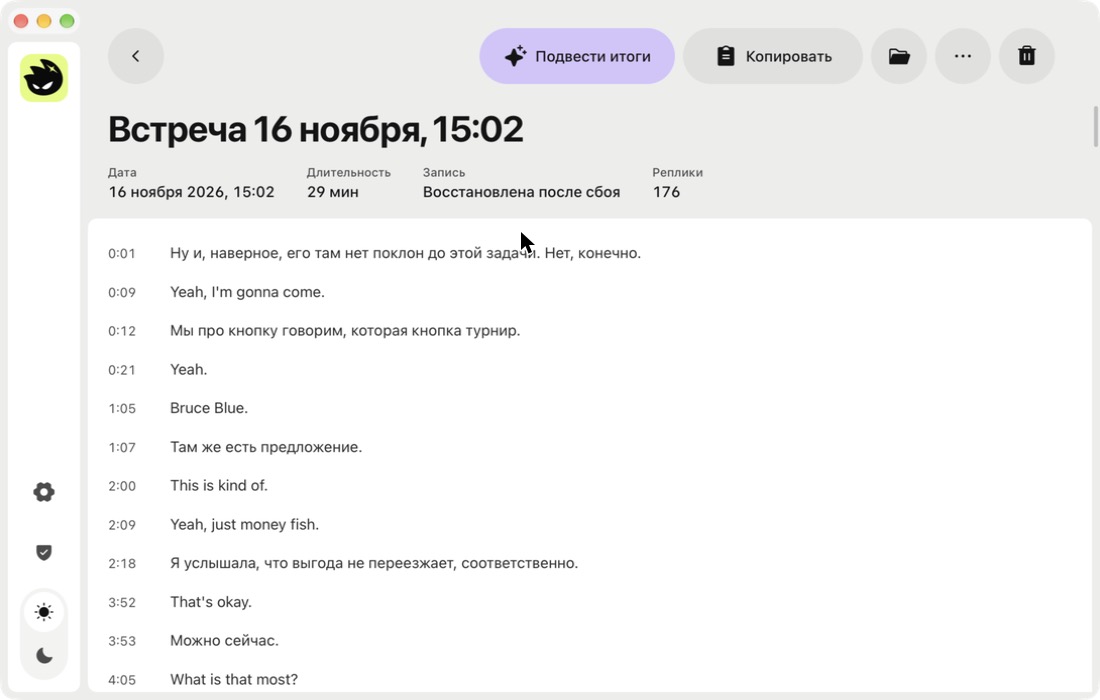 Подвести итоги
Копировать
Встреча 16 ноября, 15:02
Дата
Длительность
Запись
Реплики
16 ноября 2026, 15:02
29 мин
Восстановлена после сбоя
176
0:01 Ну и, наверное, его там нет поклон до этой задачи. Нет, конечно.
0:09 Yeah, I'm gonna come.
0:12 Мы про кнопку говорим, которая кнопка турнир.
0:21 Yeah.
1:05 Bruce Blue.
1:07 Там же есть предложение.
2:00 This is kind of.
2:09 Yeah, just money fish.
2:18 Я услышала, что выгода не переезжает, соответственно.
3:52 That's okay.
3:53 Можно сейчас.
4:05 What is that most?